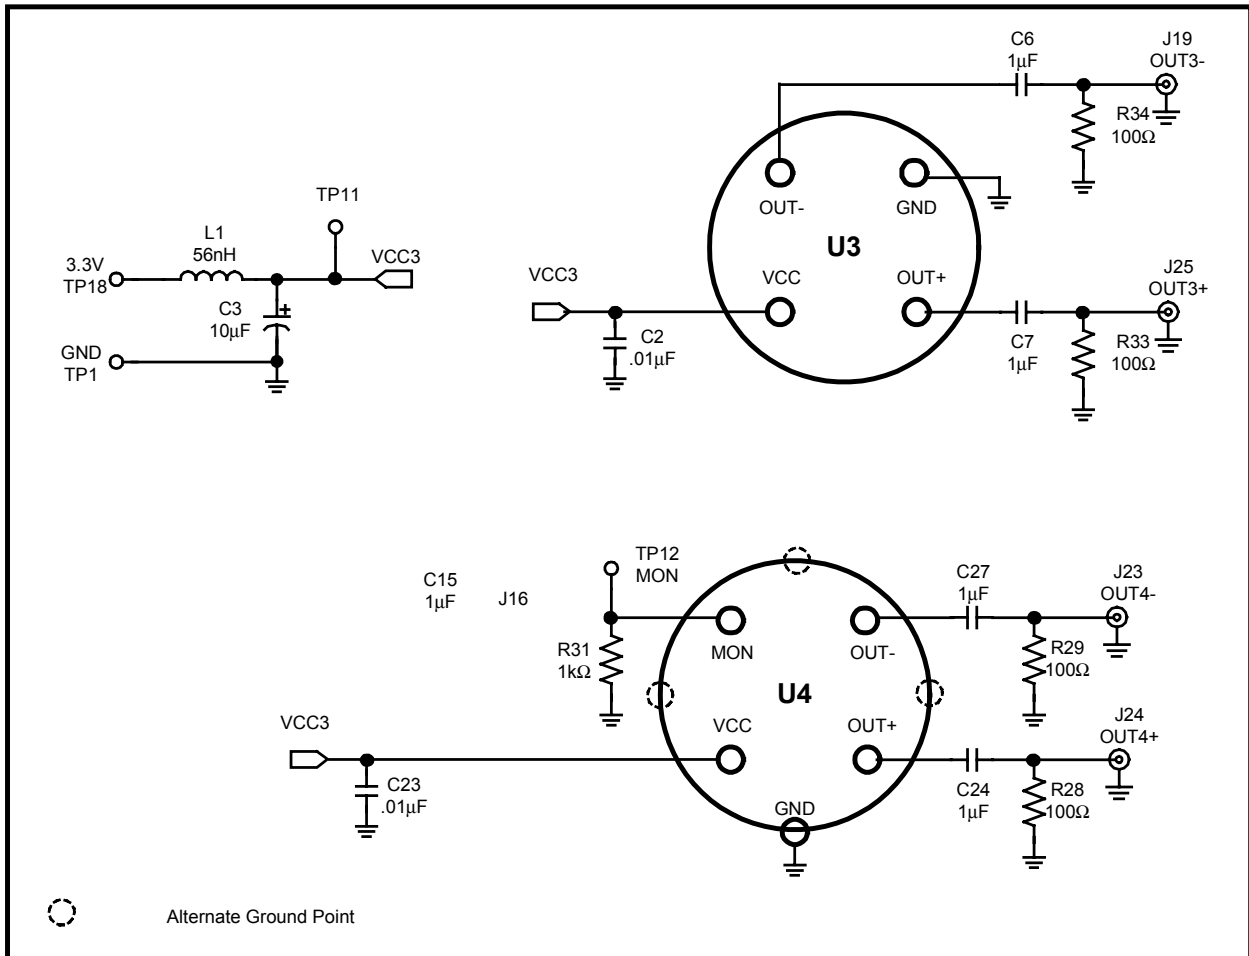 C6
1μF
J19
OUT3-
R34
100Ω
TP11
OUT-
GND
L1
56nH
U3
VCC3
3.3V
TP18
VCC3
VCC
OUT+
J25
OUT3+
C3
+
10μF
GND
TP1
C2
.01μF
C7
1μF
R33
100Ω
TP12
MON
C15
1μF
J16
C27
1μF
J23
OUT4-
R31
1kΩ
MON
OUT-
R29
100Ω
U4
VCC3
VCC
OUT+
J24
OUT4+
C23
.01μF
GND
C24
1μF
R28
100Ω
Alternate Ground Point